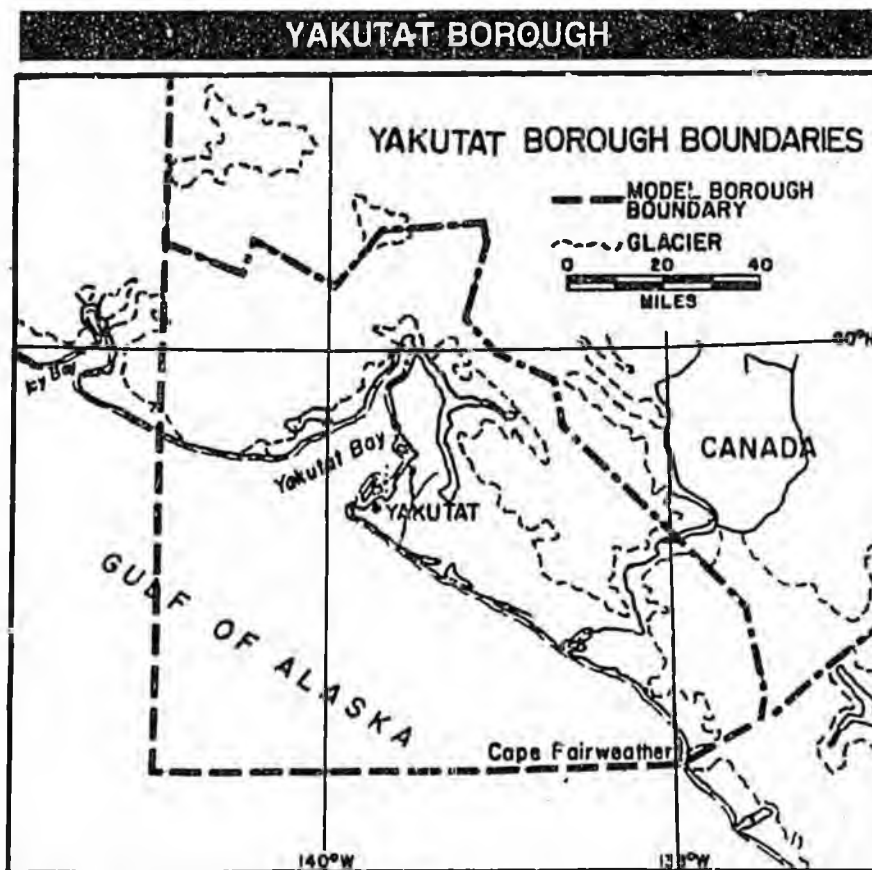 YAKUTAT BOROUGH
YAKUTAT BOROUGH BOUNDARIES
MODEL BOROUGH
BOUNDARY
GLACIER
0 20 40
MILES
Bay
CANADA
Yakutat Bay
YAKUTAT
GULF OF ALASKA
Cape Fairweather
140°W